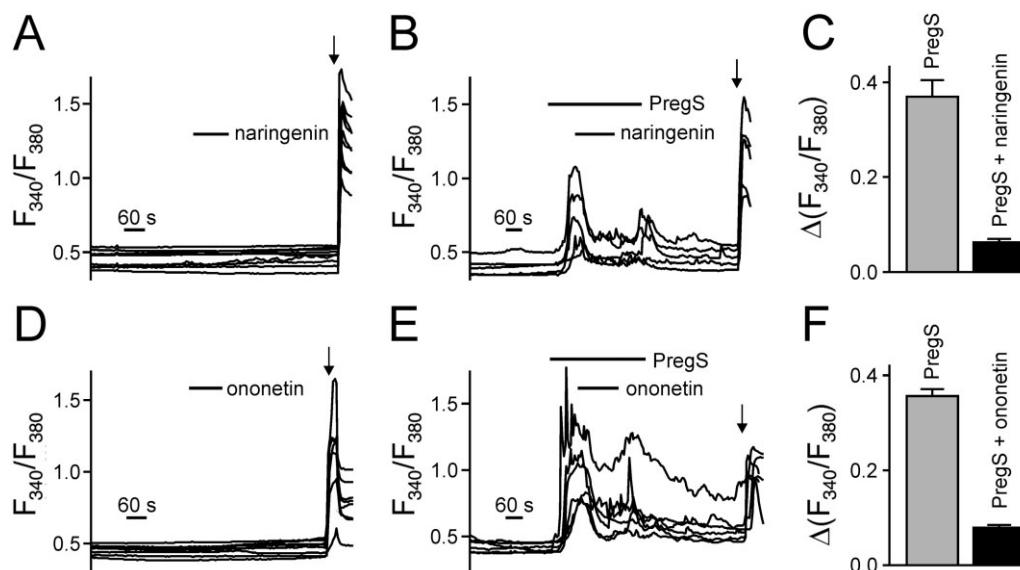 A
F340/F380
1.5
1.0
0.5
naringenin
60 s
B
F340/F380
1.5
1.0
0.5
PregS
naringenin
60 s
C
Δ(F340/F380)
0.4
0.2
0.0
PregS
PregS + naringenin
D
F340/F380
1.5
1.0
0.5
ononetin
60 s
E
F340/F380
1.5
1.0
0.5
PregS
ononetin
60 s
F
Δ(F340/F380)
0.4
0.2
0.0
PregS
PregS + ononetin